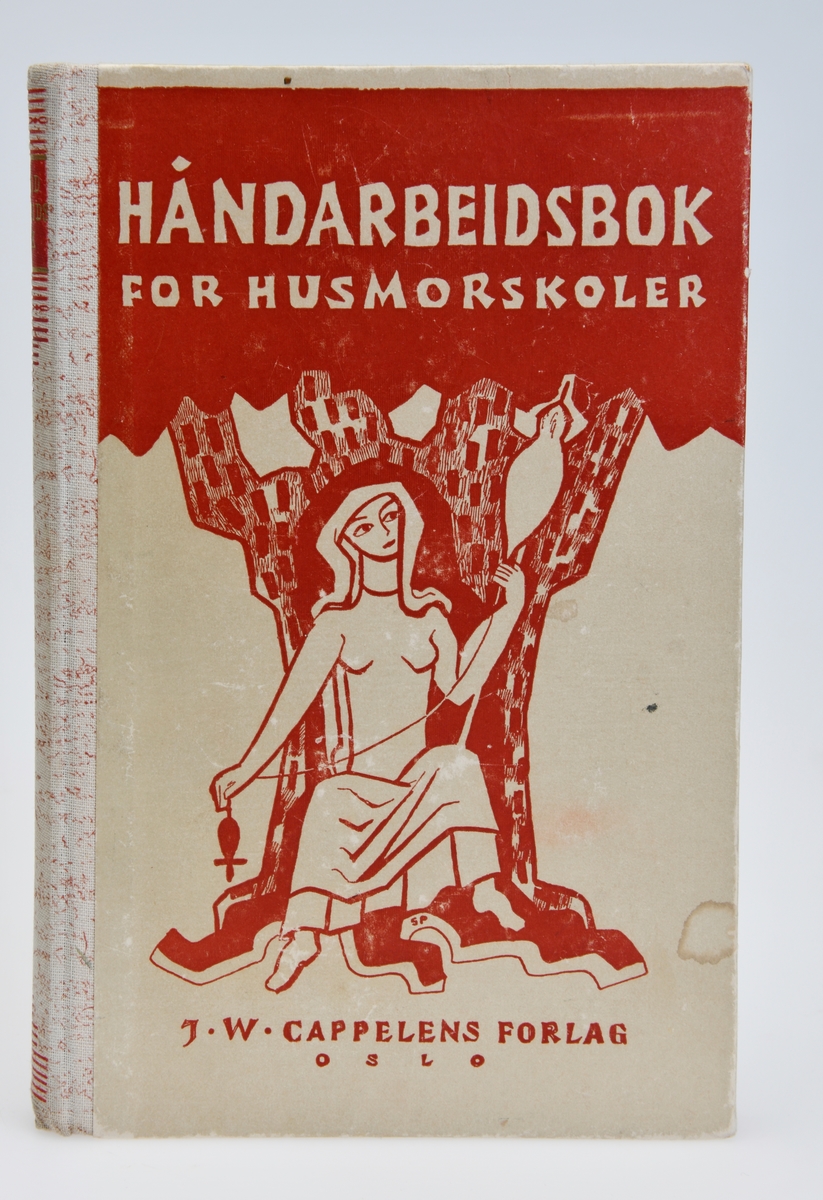 HÅNDARBEIDSBOK
FOR HUSMORSKOLER
SP
J·W·CAPPELENS FORLAG
OSLO